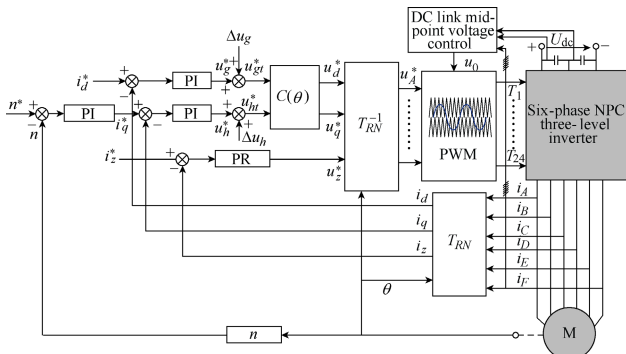 DC link mid-
point voltage
control
U_dc
+ −
Δu_g
u_0
i_d^*
+
−
PI
u_g^*
+
+
u_gt^*
u_d^*
u_A^*
T_1
n^*
+
−
n
PI
i_q^*
+
−
PI
u_h^*
+
+
u_ht^*
Δu_h
C(θ)
u_q^*
T_RN^-1
PWM
Six-phase NPC
three- level
inverter
i_z^*
+
−
PR
u_z^*
T_24
i_d
i_q
i_z
T_RN
i_A
i_B
i_C
i_D
i_E
i_F
θ
n
M